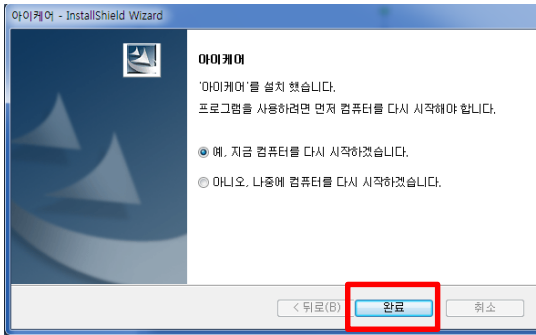 아이케어 - InstallShield Wizard
아이케어
'아이케어'를 설치 했습니다.
프로그램을 사용하려면 먼저 컴퓨터를 다시 시작해야 합니다.
예, 지금 컴퓨터를 다시 시작하겠습니다.
아니오, 나중에 컴퓨터를 다시 시작하겠습니다.
< 뒤로(B) 완료 취소